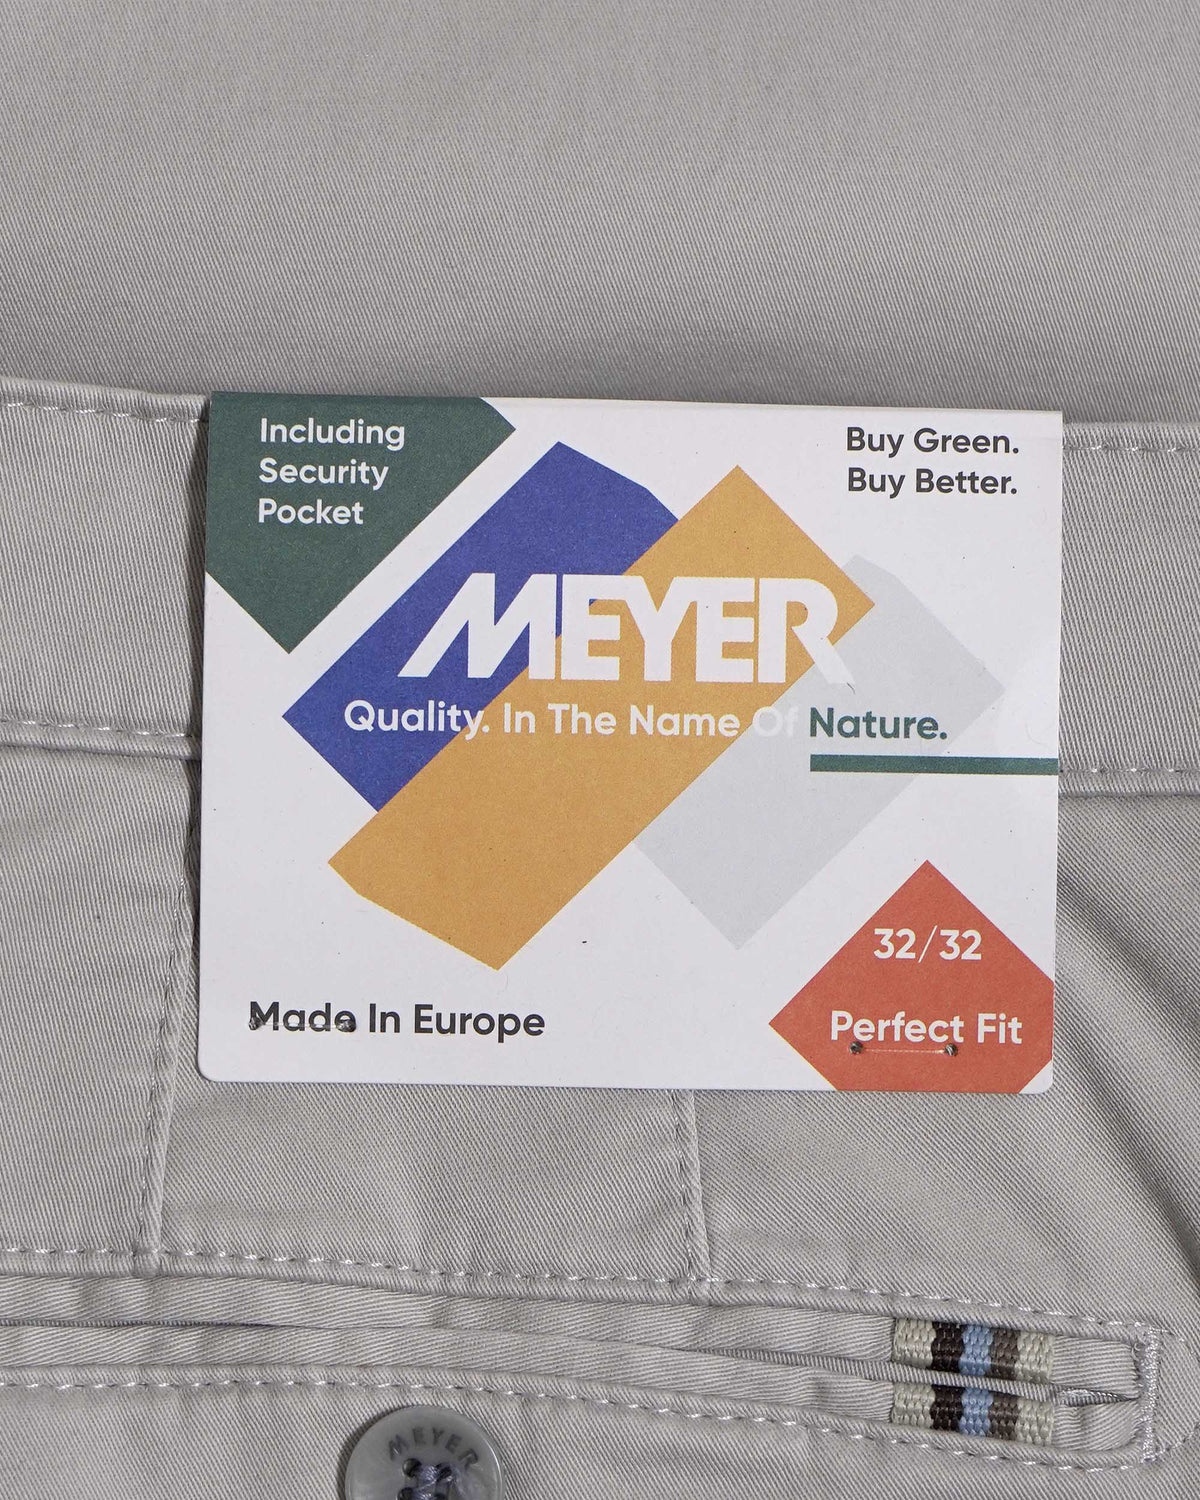 Including
Security
Pocket
Buy Green.
Buy Better.
MEYER
Quality. In The Name Of Nature.
32/32
Perfect Fit
Made In Europe
MEYER